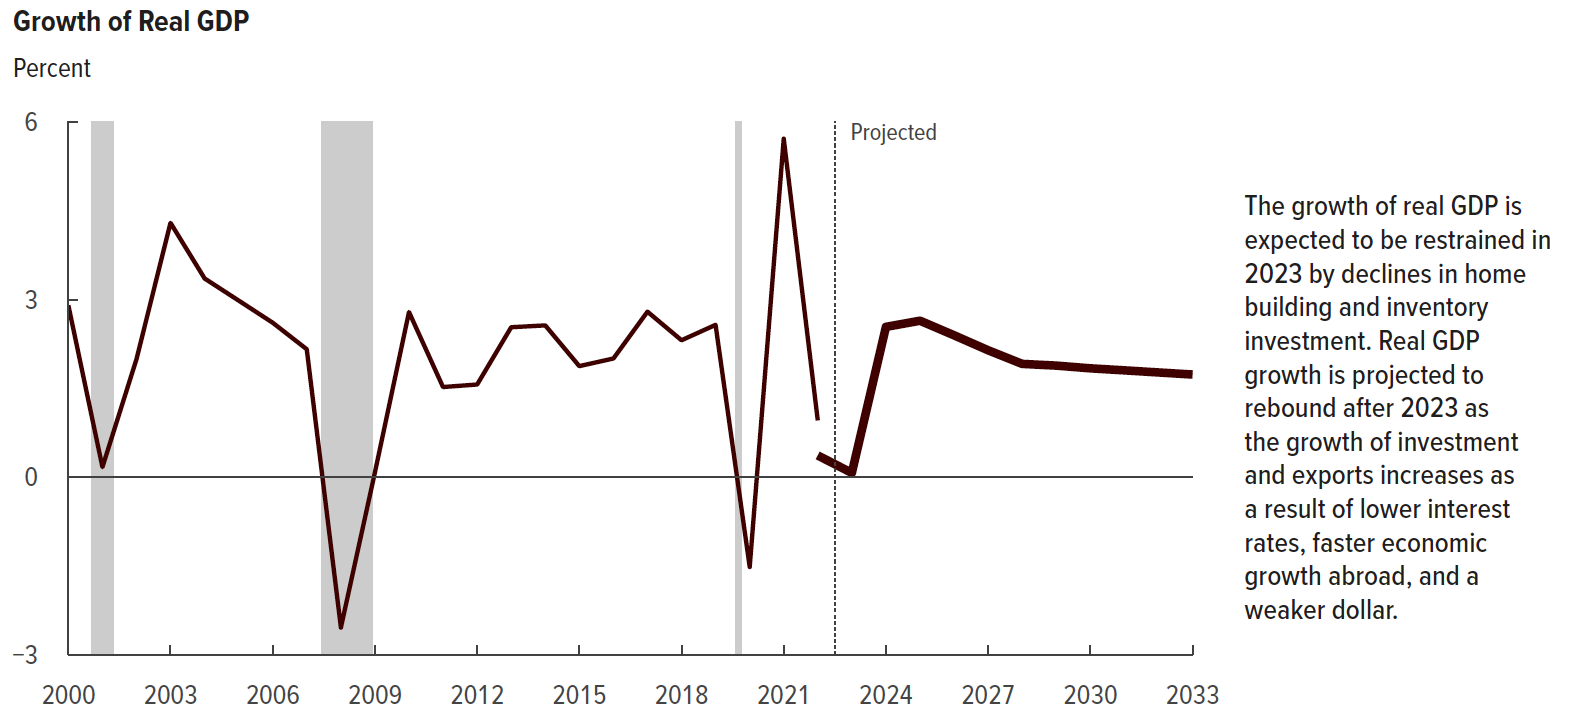 Growth of Real GDP
Percent
6
3
0
−3
Projected
2000 2003 2006 2009 2012 2015 2018 2021 2024 2027 2030 2033
The growth of real GDP is
expected to be restrained in
2023 by declines in home
building and inventory
investment. Real GDP
growth is projected to
rebound after 2023 as
the growth of investment
and exports increases as
a result of lower interest
rates, faster economic
growth abroad, and a
weaker dollar.